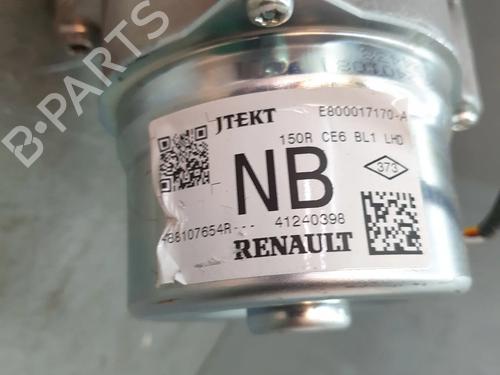 JTEKT E800017170-A
150R CE6 BL1 LHD
NB
373
488107654R--- 41240398
RENAULT
B-PARTS